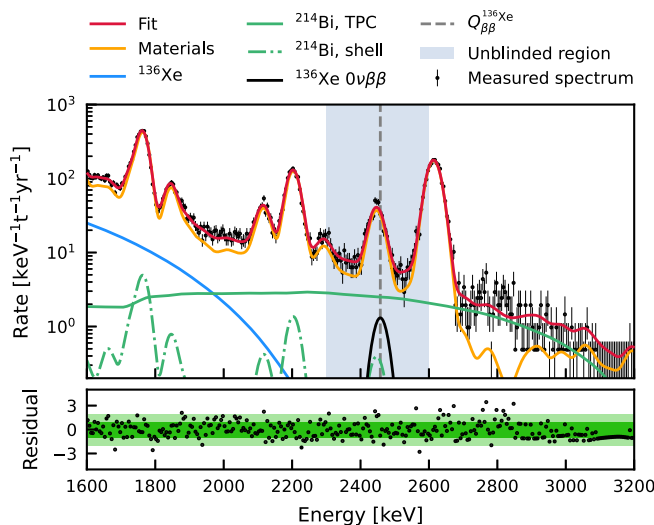 Fit
Materials
¹³⁶Xe
²¹⁴Bi, TPC
²¹⁴Bi, shell
¹³⁶Xe 0νββ
Q_ββ^¹³⁶Xe
Unblinded region
Measured spectrum
Rate [keV⁻¹t⁻¹yr⁻¹]
10³
10²
10¹
10⁰
Residual
3
0
−3
1600 1800 2000 2200 2400 2600 2800 3000 3200
Energy [keV]